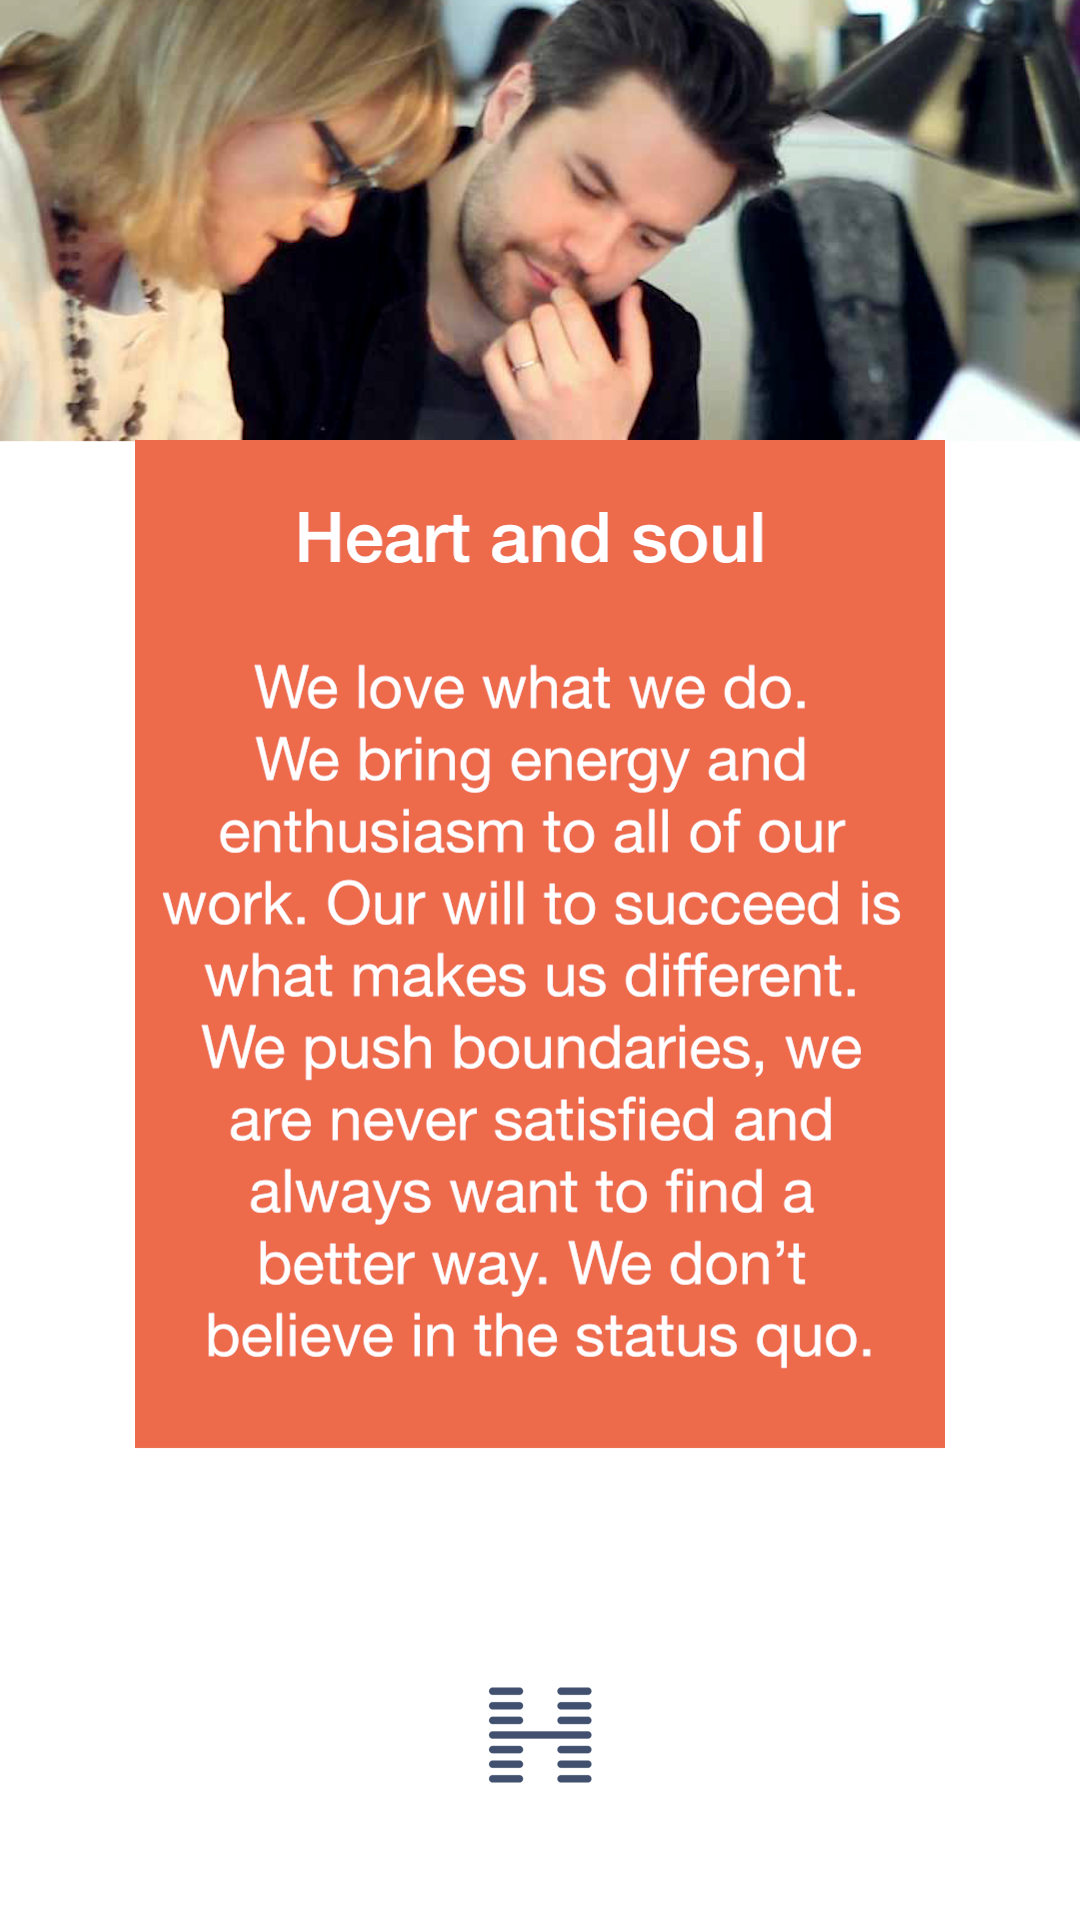 Heart and soul
We love what we do.
We bring energy and
enthusiasm to all of our
work. Our will to succeed is
what makes us different.
We push boundaries, we
are never satisfied and
always want to find a
better way. We don’t
believe in the status quo.
H